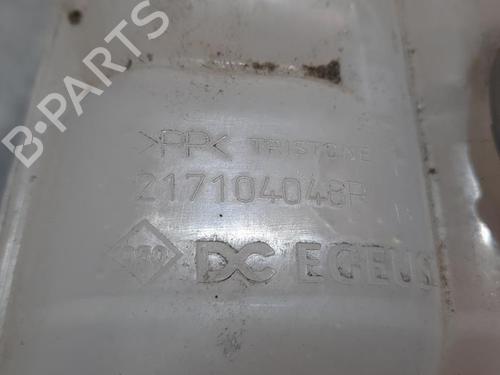 B-PARTS
>PP< TRISTONE
217104048R
DC EGEUS